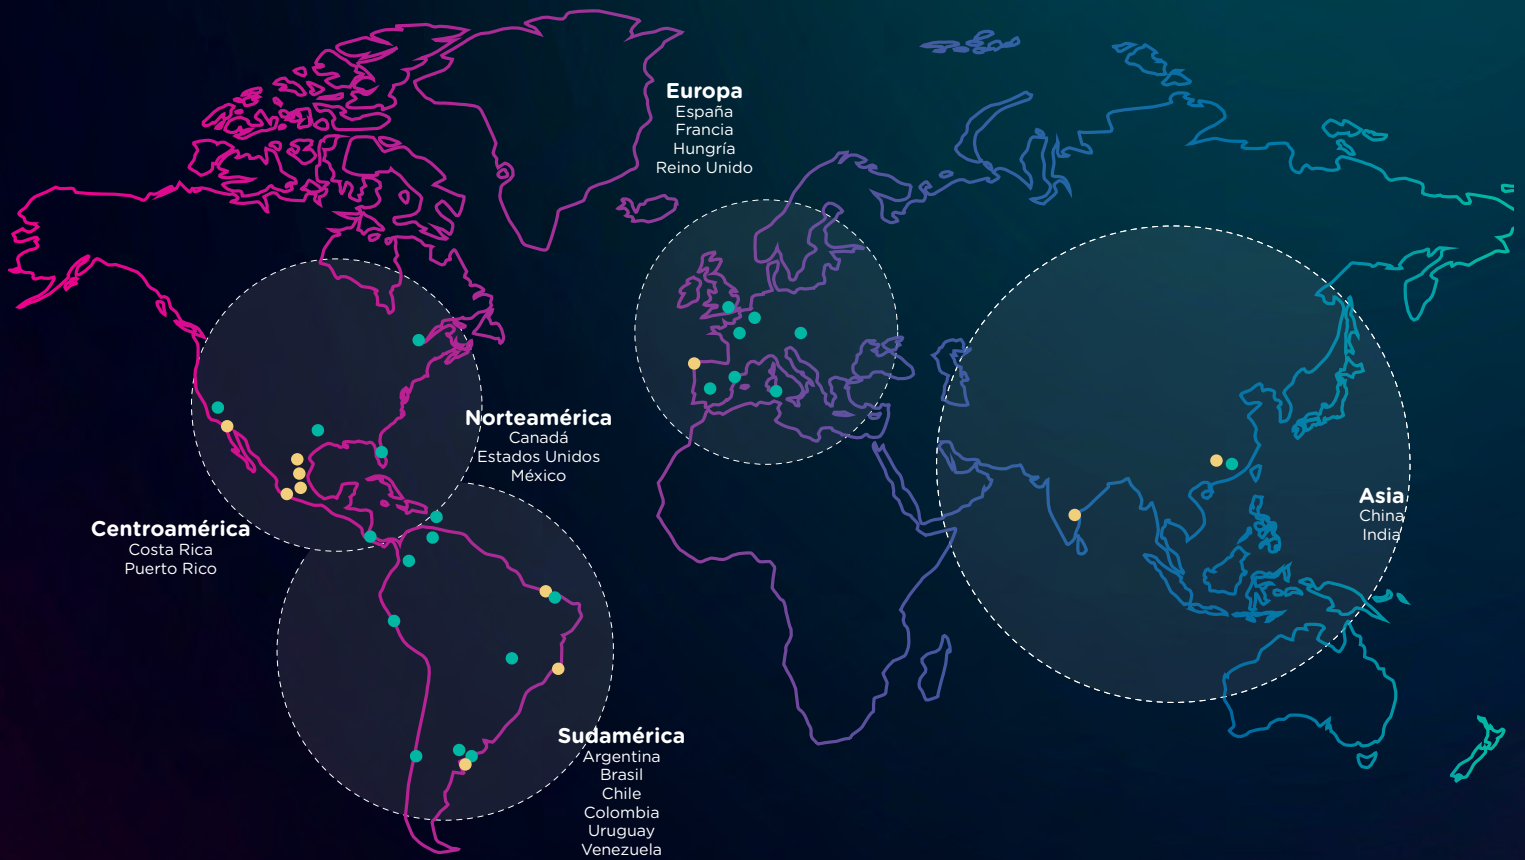 Europa
España
Francia
Hungría
Reino Unido
Norteamérica
Canadá
Estados Unidos
México
Centroamérica
Costa Rica
Puerto Rico
Asia
China
India
Sudamérica
Argentina
Brasil
Chile
Colombia
Uruguay
Venezuela